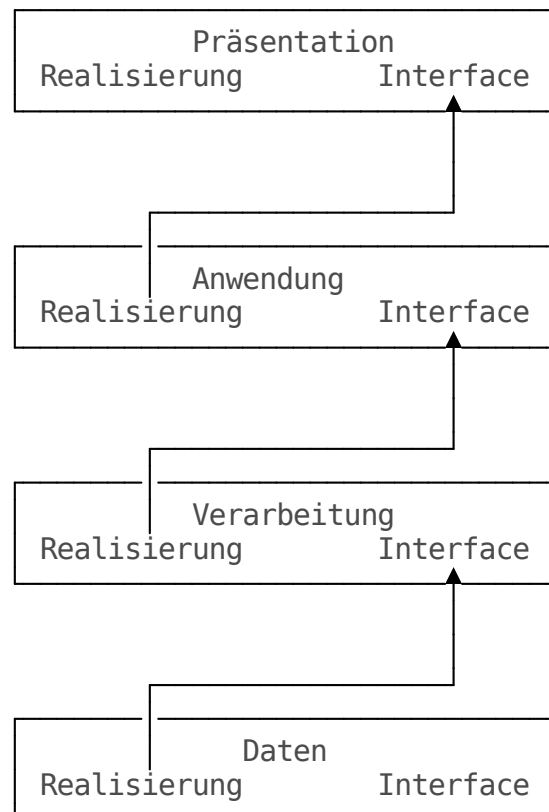 Präsentation
Realisierung Interface
Anwendung
Realisierung Interface
Verarbeitung
Realisierung Interface
Daten
Realisierung Interface